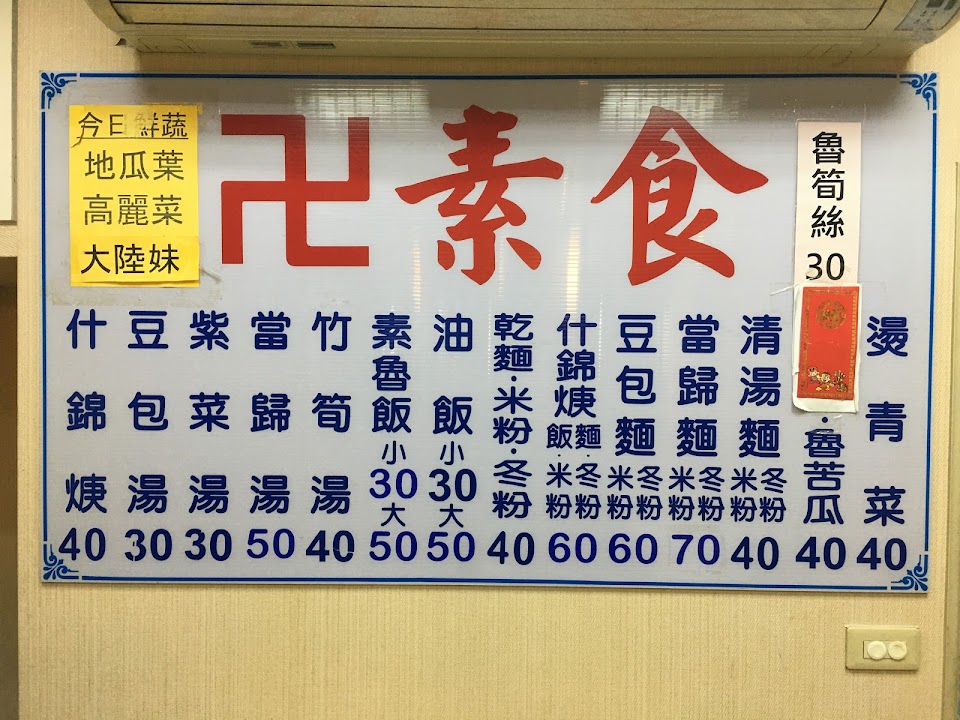 今日鮮蔬
地瓜葉
高麗菜
大陸妹
卍素食
魯筍絲30
什錦焿40
豆包湯30
紫菜湯30
當歸湯50
竹筍湯40
素魯飯小30大50
油飯小30大50
乾麵·米粉·冬粉40
什錦焿飯·麵·米粉冬粉60
豆包麵米粉冬粉60
當歸麵米粉冬粉70
清湯麵米粉冬粉40
·魯苦瓜40
燙青菜40